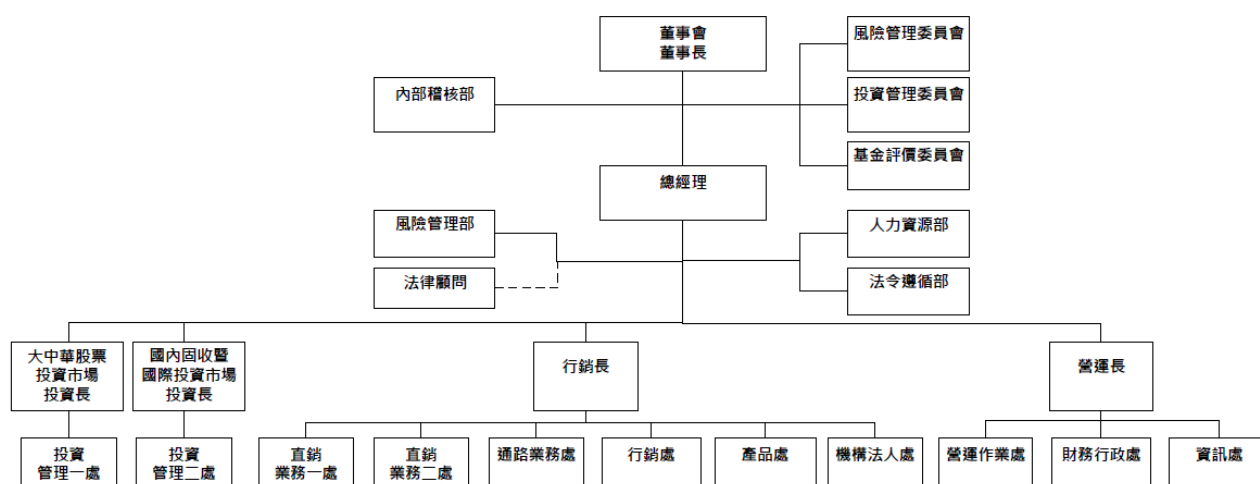 董事會
董事長
風險管理委員會
內部稽核部
投資管理委員會
基金評價委員會
總經理
風險管理部
人力資源部
法律顧問
法令遵循部
大中華股票
投資市場
投資長
國內固收暨
國際投資市場
投資長
行銷長
營運長
投資
管理一處
投資
管理二處
直銷
業務一處
直銷
業務二處
通路業務處
行銷處
產品處
機構法人處
營運作業處
財務行政處
資訊處